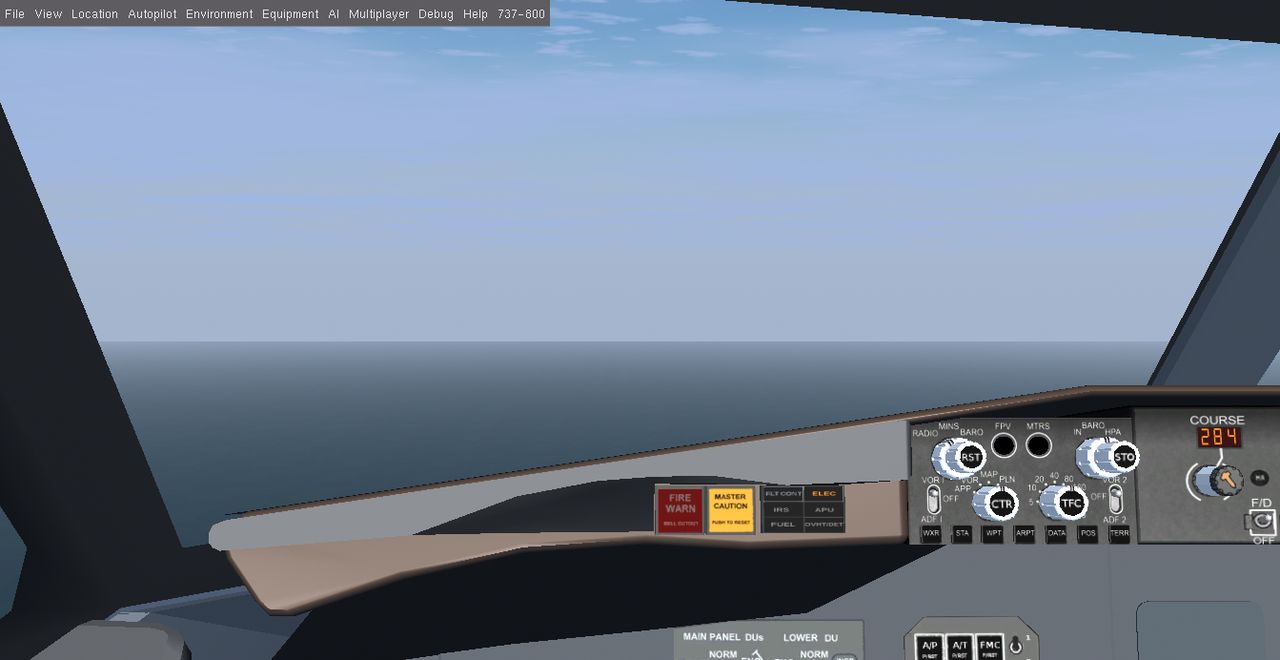 File View Location Autopilot Environment Equipment AI Multiplayer Debug Help 737-800
COURSE
284
MINS
RADIO BARO
FPV MTRS
BARO
IN HPA
RST
STO
VOR 1
OFF
ADF 1
MAP
APP VOR PLN
CTR
5 10 20 40 80
TFC
VOR 2
OFF
ADF 2
WXR STA WPT ARPT DATA POS TERR
F/D
OFF
FIRE
WARN
BELL CUTOUT
MASTER
CAUTION
PUSH TO RESET
FLT CONT ELEC
IRS APU
FUEL OVHT/DET
MAIN PANEL DUs LOWER DU
NORM NORM
A/P A/T FMC
P/RST P/RST P/RST
1